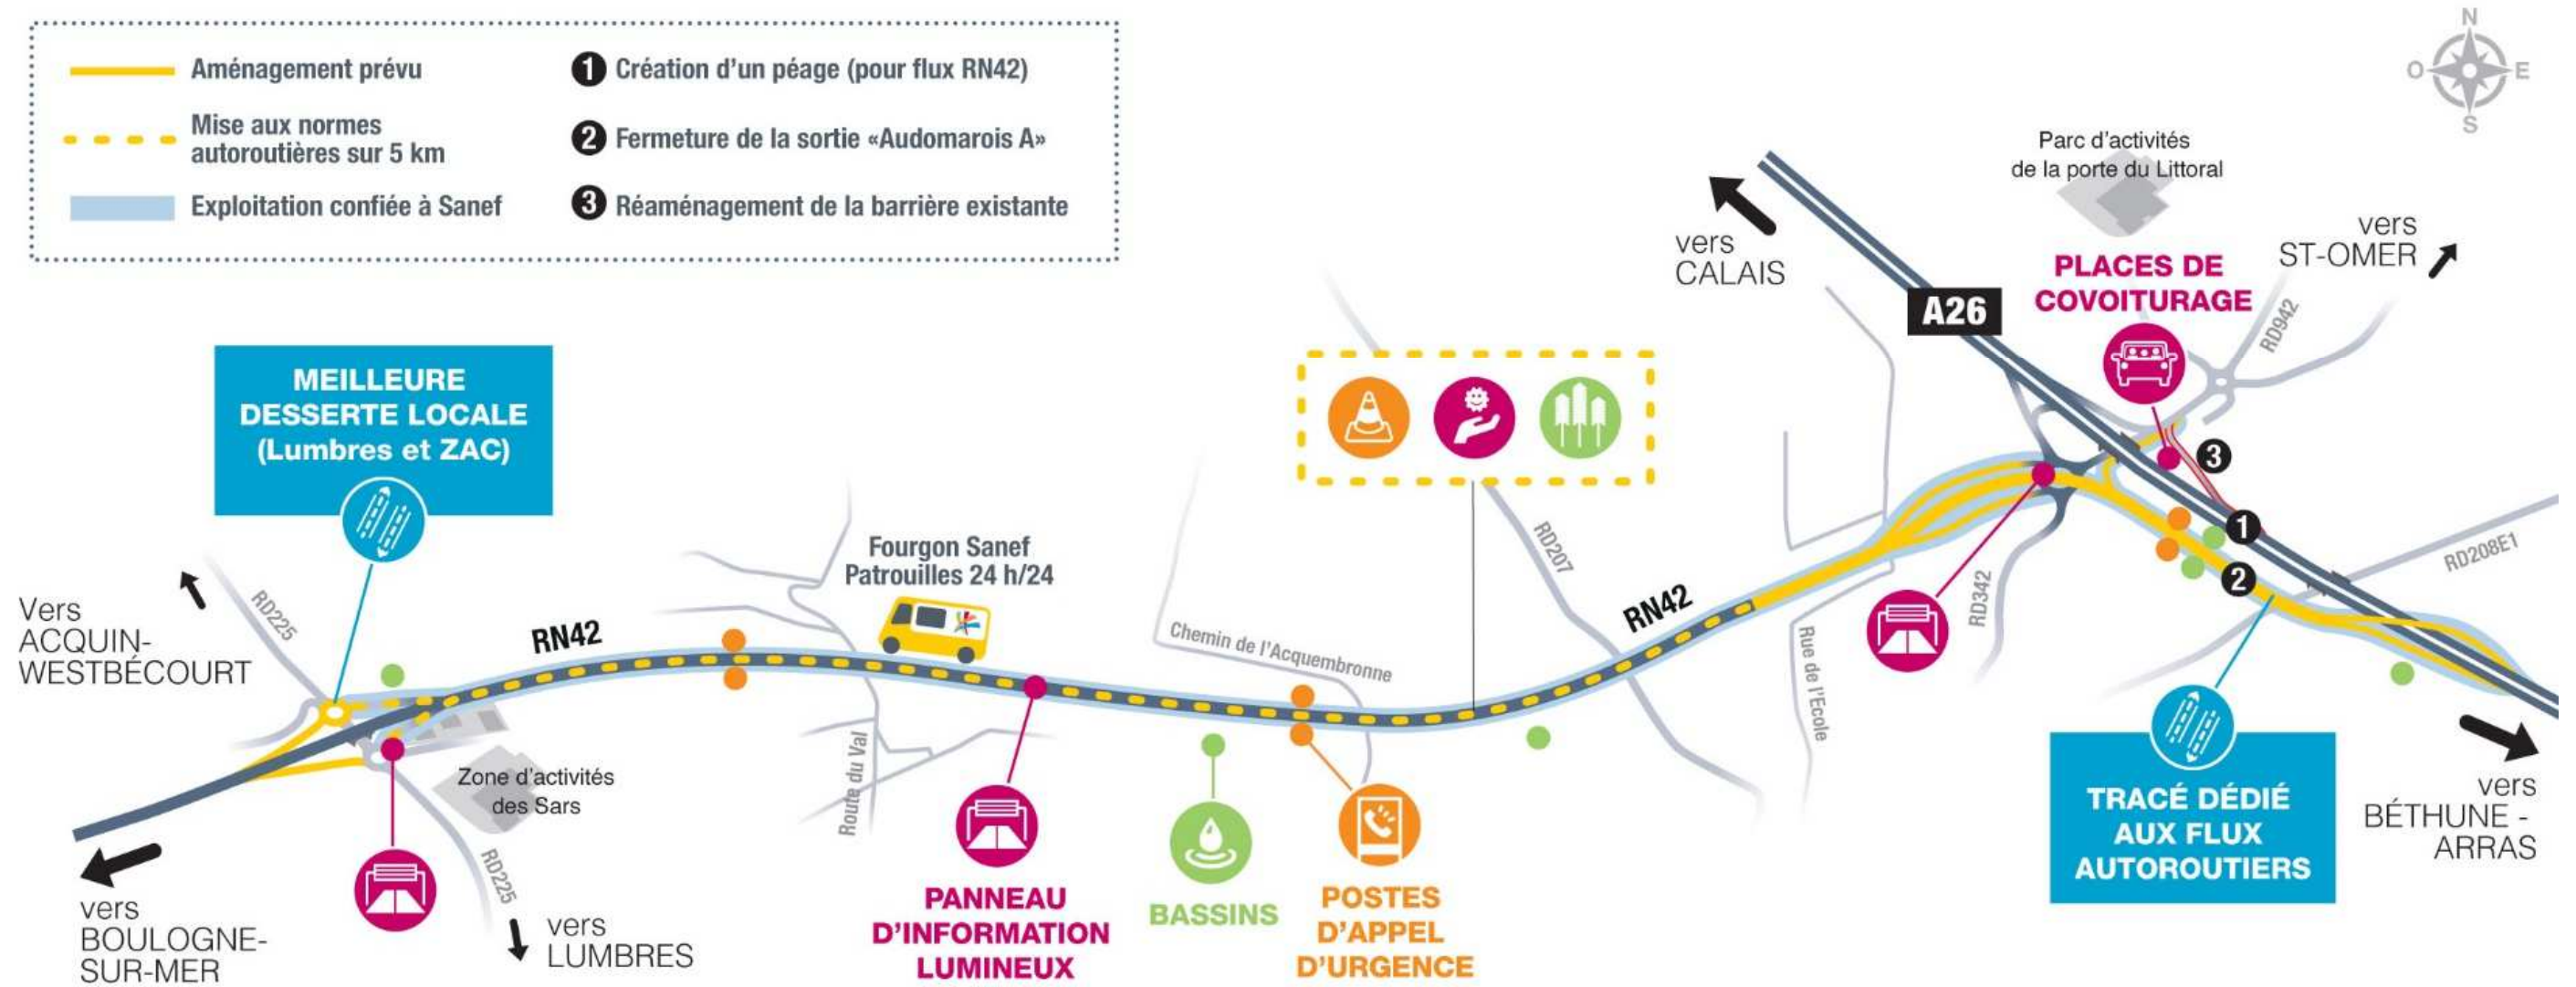 Aménagement prévu
Mise aux normes
autoroutières sur 5 km
Exploitation confiée à Sanef
1 Création d'un péage (pour flux RN42)
2 Fermeture de la sortie «Audomarois A»
3 Réaménagement de la barrière existante
N
O
E
S
Parc d'activités
de la porte du Littoral
vers
ST-OMER
vers
CALAIS
A26
PLACES DE
COVOITURAGE
RD942
MEILLEURE
DESSERTE LOCALE
(Lumbres et ZAC)
3
1
2
RD208E1
Fourgon Sanef
Patrouilles 24 h/24
RD207
RD342
Vers
ACQUIN-
WESTBÉCOURT
RD225
RN42
RN42
Chemin de l'Acquembronne
Rue de l'Ecole
Route du Val
Zone d'activités
des Sars
RD225
vers
BOULOGNE-
SUR-MER
vers
LUMBRES
PANNEAU
D'INFORMATION
LUMINEUX
BASSINS
POSTES
D'APPEL
D'URGENCE
TRACÉ DÉDIÉ
AUX FLUX
AUTOROUTIERS
vers
BÉTHUNE -
ARRAS